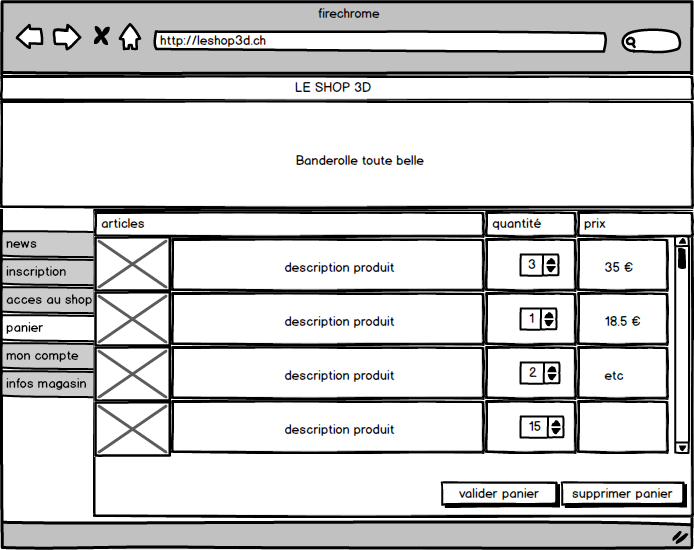 firechrome
http://leshop3d.ch
LE SHOP 3D
Banderolle toute belle
articles quantité prix
news
inscription
acces au shop
panier
mon compte
infos magasin
description produit 3 35 €
description produit 1 18.5 €
description produit 2 etc
description produit 15
valider panier supprimer panier